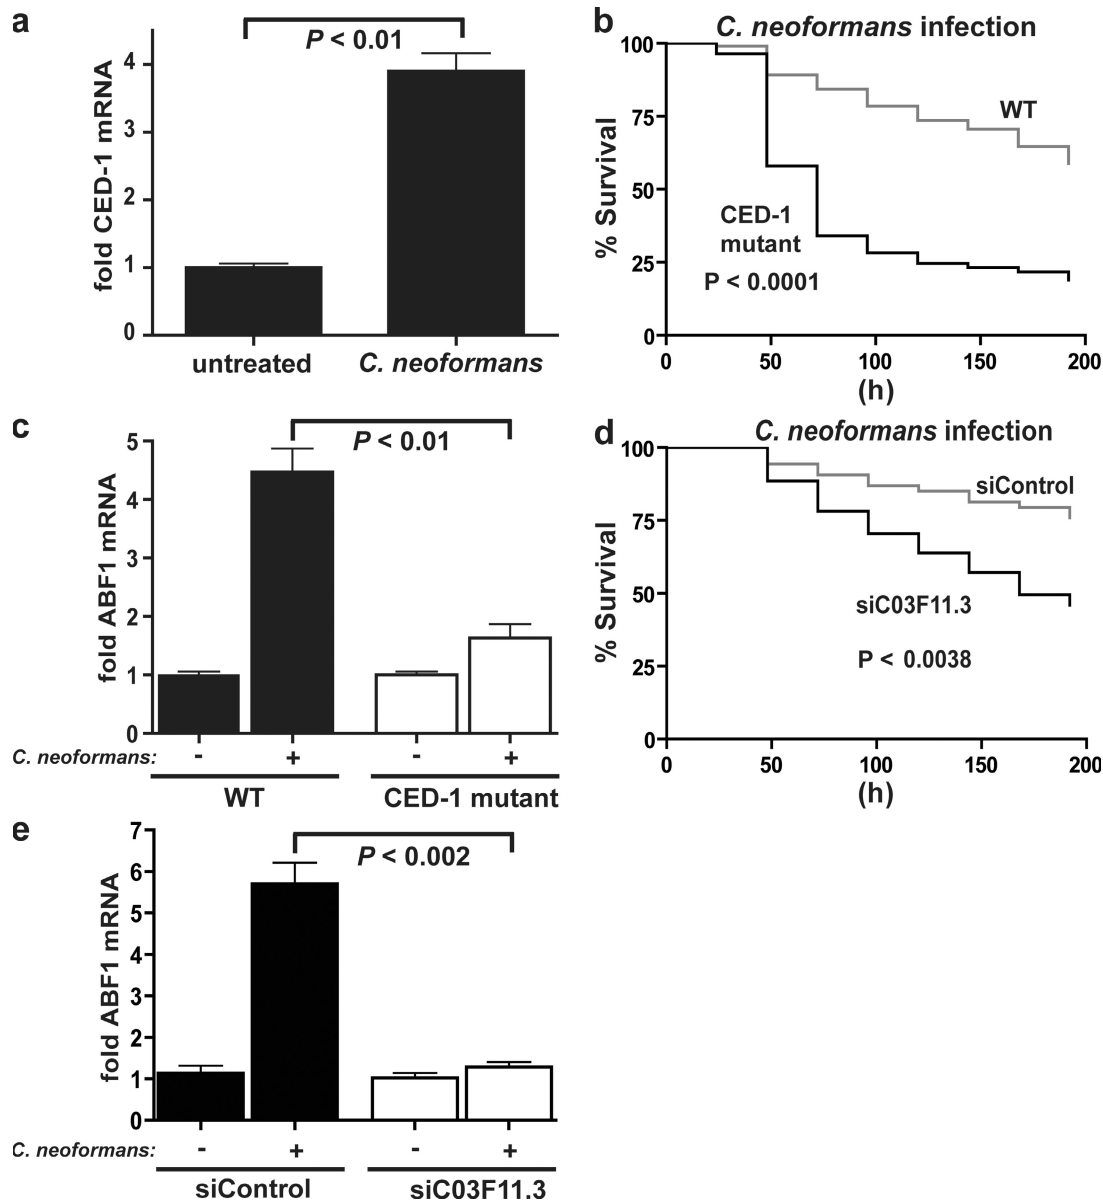 a
P < 0.01
fold CED-1 mRNA
4
3
2
1
0
untreated
C. neoformans
b
C. neoformans infection
% Survival
100
75
50
25
0
WT
CED-1
mutant
P < 0.0001
0 50 100 150 200
(h)
c
P < 0.01
fold ABF1 mRNA
5
4
3
2
1
0
C. neoformans: - + - +
WT CED-1 mutant
d
C. neoformans infection
% Survival
100
75
50
25
0
siControl
siC03F11.3
P < 0.0038
0 50 100 150 200
(h)
e
P < 0.002
fold ABF1 mRNA
7
6
5
4
3
2
1
0
C. neoformans: - + - +
siControl siC03F11.3